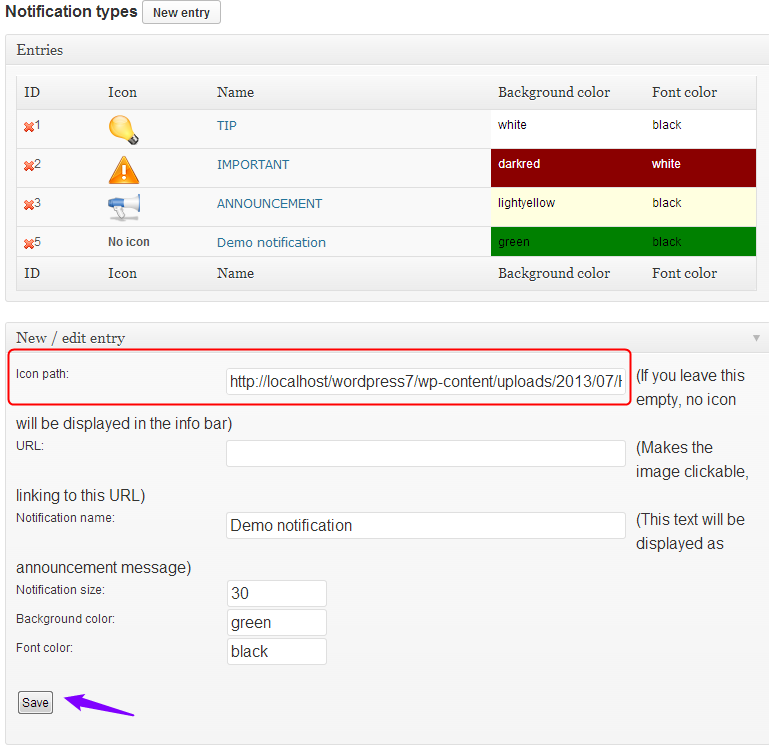 Notification types New entry
Entries
ID Icon Name Background color Font color
1 TIP white black
2 IMPORTANT darkred white
3 ANNOUNCEMENT lightyellow black
5 No icon Demo notification green black
ID Icon Name Background color Font color
New / edit entry
Icon path: http://localhost/wordpress7/wp-content/uploads/2013/07/ (If you leave this
empty, no icon
will be displayed in the info bar)
URL: (Makes the
image clickable,
linking to this URL)
Notification name: Demo notification (This text will be
displayed as
announcement message)
Notification size: 30
Background color: green
Font color: black
Save